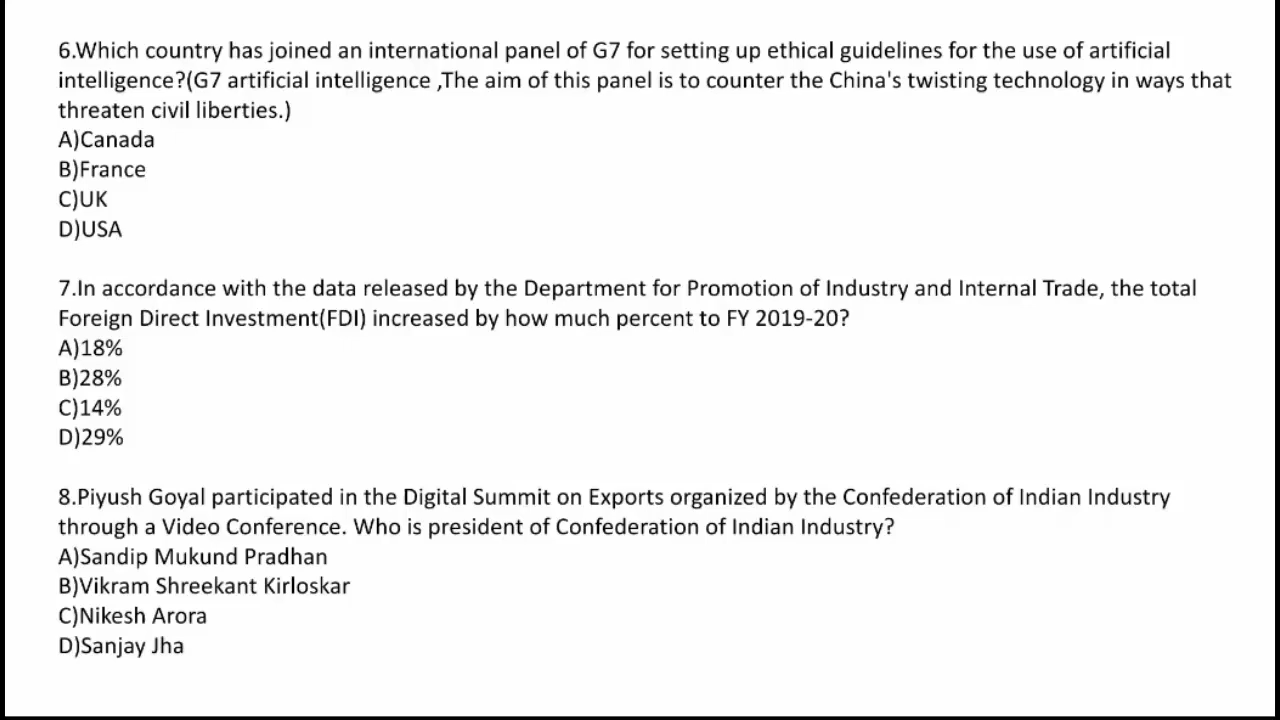 6.Which country has joined an international panel of G7 for setting up ethical guidelines for the use of artificial
intelligence?(G7 artificial intelligence ,The aim of this panel is to counter the China's twisting technology in ways that
threaten civil liberties.)
A)Canada
B)France
C)UK
D)USA
7.In accordance with the data released by the Department for Promotion of Industry and Internal Trade, the total
Foreign Direct Investment(FDI) increased by how much percent to FY 2019-20?
A)18%
B)28%
C)14%
D)29%
8.Piyush Goyal participated in the Digital Summit on Exports organized by the Confederation of Indian Industry
through a Video Conference. Who is president of Confederation of Indian Industry?
A)Sandip Mukund Pradhan
B)Vikram Shreekant Kirloskar
C)Nikesh Arora
D)Sanjay Jha